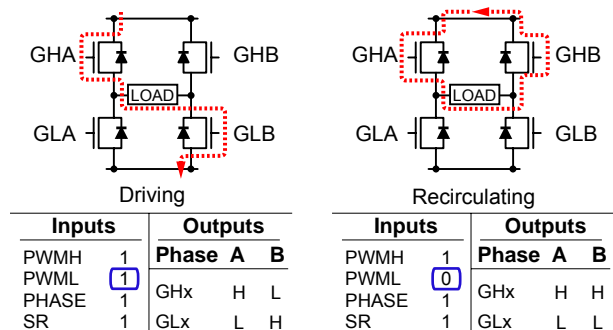 GHA GHB
LOAD
GLA GLB
Driving
Inputs Outputs
PWMH 1
PWML 1
PHASE 1
SR 1
Phase A B
GHx H L
GLx L H
GHA GHB
LOAD
GLA GLB
Recirculating
Inputs Outputs
PWMH 1
PWML 0
PHASE 1
SR 1
Phase A B
GHx H H
GLx L L